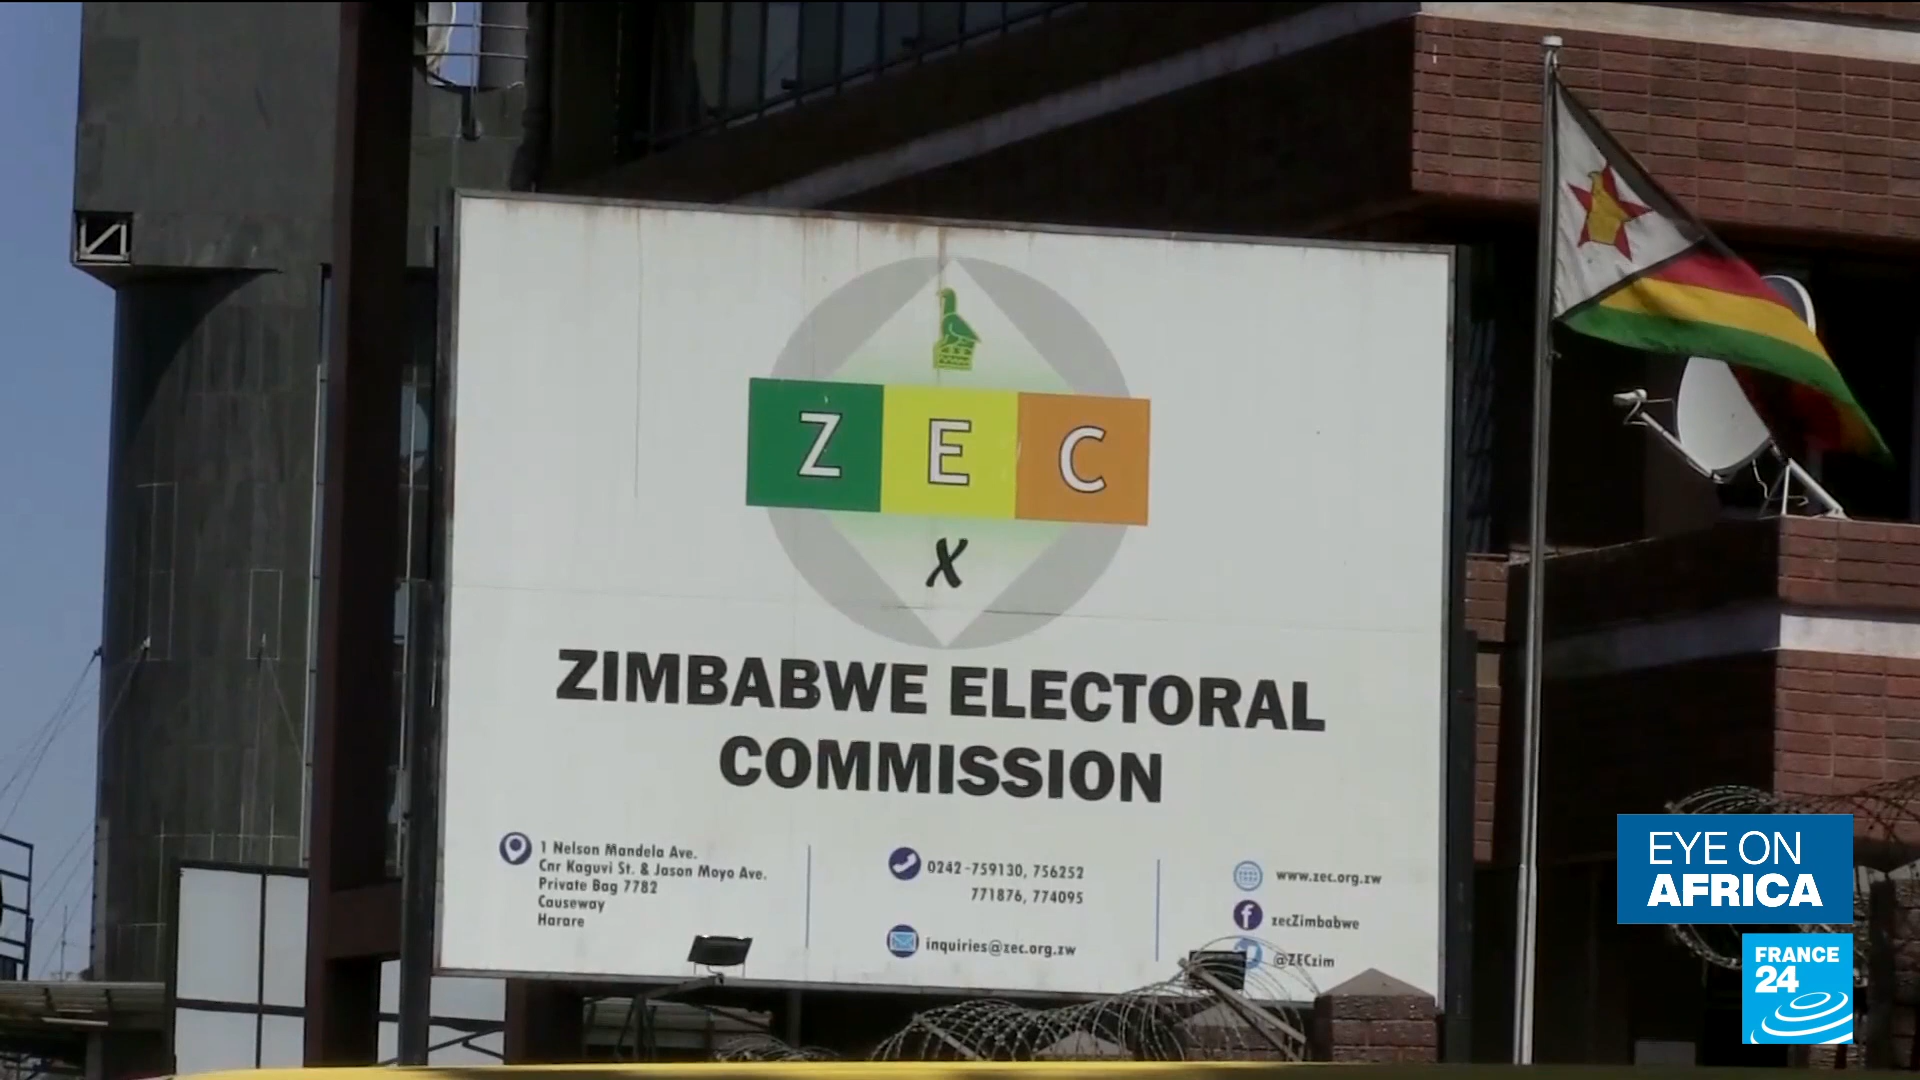 Z E C
X
ZIMBABWE ELECTORAL
COMMISSION
1 Nelson Mandela Ave.
Cnr Kaguvi St. & Jason Moyo Ave.
Private Bag 7782
Causeway
Harare
0242-759130, 756252
771876, 774095
inquiries@zec.org.zw
www.zec.org.zw
zecZimbabwe
@ZECzim
EYE ON
AFRICA
FRANCE
24